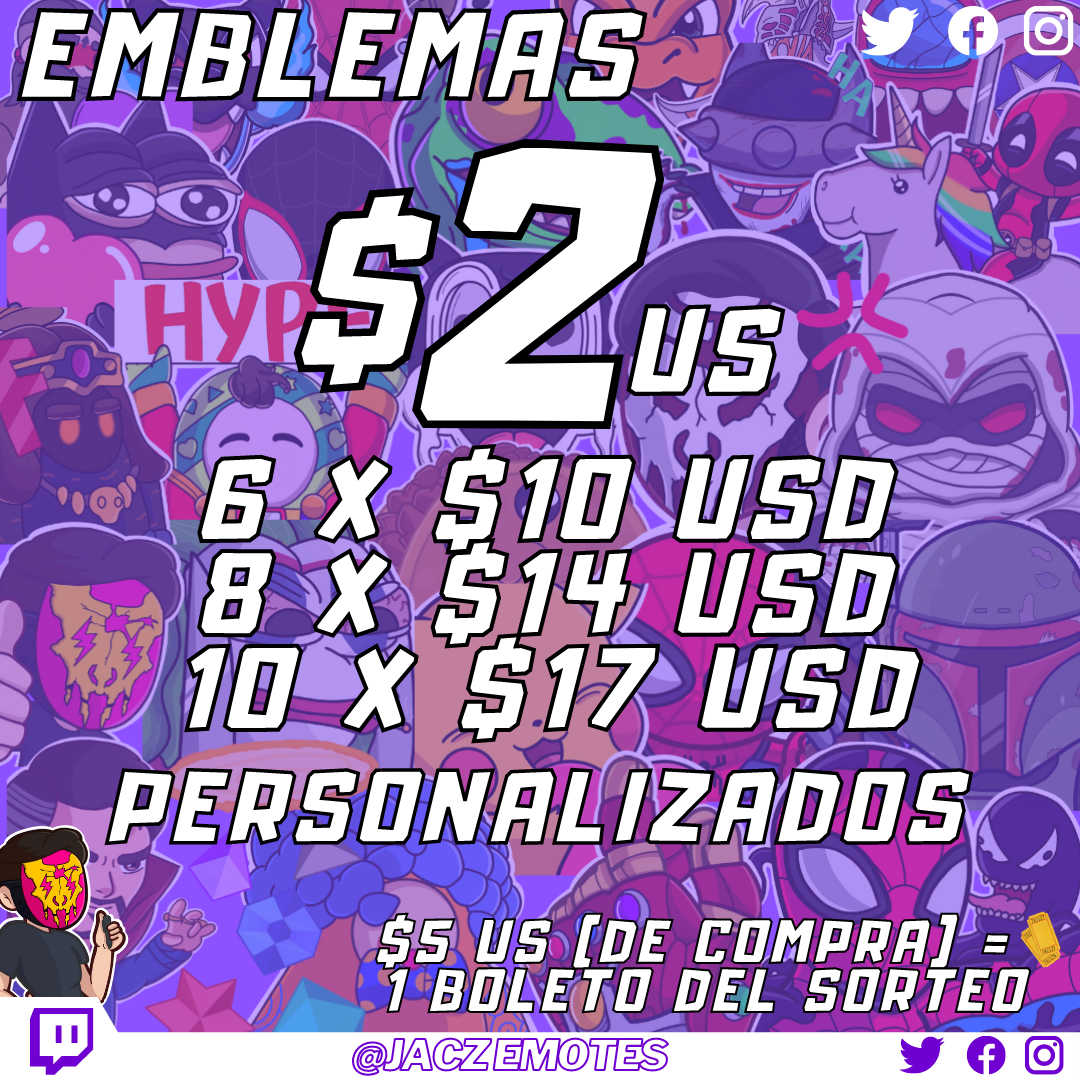 EMBLEMAS
$2 US
HYPE
6 X $10 USD
8 X $14 USD
10 X $17 USD
PERSONALIZADOS
$5 US (DE COMPRA) =
1 BOLETO DEL SORTEO
@JACZEMOTES